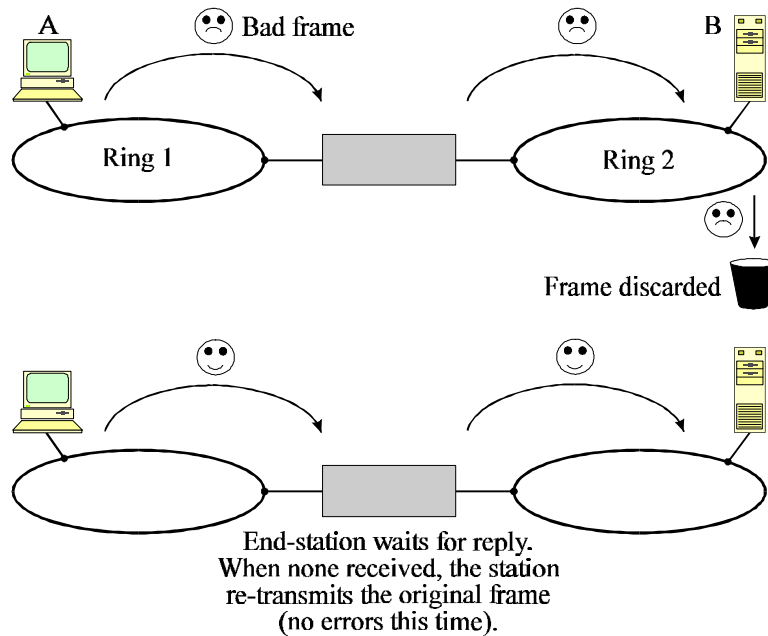 A
Bad frame
B
Ring 1
Ring 2
Frame discarded
End-station waits for reply.
When none received, the station
re-transmits the original frame
(no errors this time).